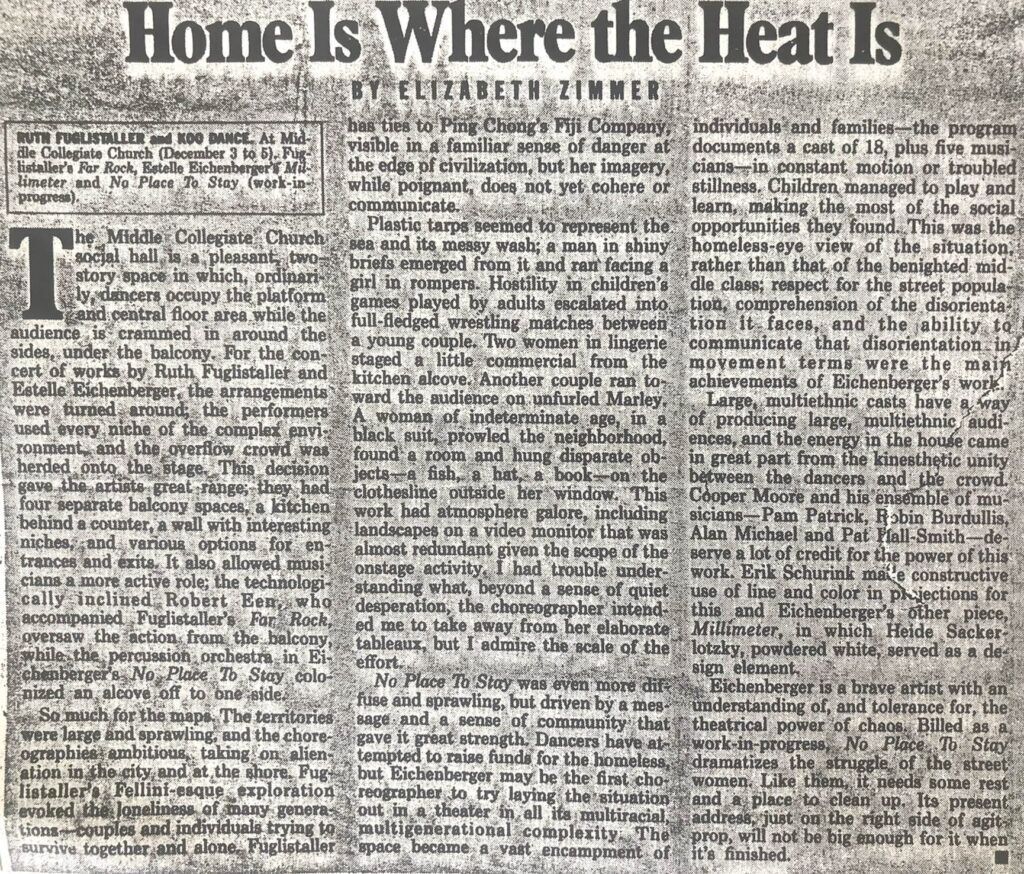 Home Is Where the Heat Is
BY ELIZABETH ZIMMER
RUTH FUGLISTALLER and KOO DANCE. At Mid-
dle Collegiate Church (December 3 to 5). Fug-
listaller's Far Rock, Estelle Eichenberger's Mil-
limeter and No Place To Stay (work-in-
progress).
The Middle Collegiate Church
social hall is a pleasant, two-
story space in which, ordinari-
ly, dancers occupy the platform
and central floor area while the
audience is crammed in around the
sides, under the balcony. For the con-
cert of works by Ruth Fuglistaller and
Estelle Eichenberger, the arrangements
were turned around; the performers
used every niche of the complex envi-
ronment, and the overflow crowd was
herded onto the stage. This decision
gave the artists great range; they had
four separate balcony spaces, a kitchen
behind a counter, a wall with interesting
niches, and various options for en-
trances and exits. It also allowed musi-
cians a more active role; the technologi-
cally inclined Robert Een, who
accompanied Fuglistaller's Far Rock,
oversaw the action from the balcony
while the percussion orchestra in Ei-
chenberger's No Place To Stay colo-
nized an alcove off to one side.
So much for the maps. The territories
were large and sprawling, and the chore-
ographies ambitious, taking on alien-
ation in the city and at the shore. Fug-
listaller's Fellini-esque exploration
evoked the loneliness of many genera-
tions—couples and individuals trying to
survive together and alone. Fuglistaller
has ties to Ping Chong's Fiji Company,
visible in a familiar sense of danger at
the edge of civilization, but her imagery,
while poignant, does not yet cohere or
communicate.
Plastic tarps seemed to represent the
sea and its messy wash; a man in shiny
briefs emerged from it and ran facing a
girl in rompers. Hostility in children's
games played by adults escalated into
full-fledged wrestling matches between
a young couple. Two women in lingerie
staged a little commercial from the
kitchen alcove. Another couple ran to-
ward the audience on unfurled Marley.
A woman of indeterminate age, in a
black suit, prowled the neighborhood,
found a room and hung disparate ob-
jects—a fish, a hat, a book—on the
clothesline outside her window. This
work had atmosphere galore, including
landscapes on a video monitor that was
almost redundant given the scope of the
onstage activity. I had trouble under-
standing what, beyond a sense of quiet
desperation, the choreographer intend-
ed me to take away from her elaborate
tableaux, but I admire the scale of the
effort.
No Place To Stay was even more dif-
fuse and sprawling, but driven by a mes-
sage and a sense of community that
gave it great strength. Dancers have at-
tempted to raise funds for the homeless,
but Eichenberger may be the first cho-
reographer to try laying the situation
out in a theater in all its multiracial,
multigenerational complexity. The
space became a vast encampment of
individuals and families—the program
documents a cast of 18, plus five musi-
cians—in constant motion or troubled
stillness. Children managed to play and
learn, making the most of the social
opportunities they found. This was the
homeless-eye view of the situation,
rather than that of the benighted mid-
dle class; respect for the street popula-
tion, comprehension of the disorienta-
tion it faces, and the ability to
communicate that disorientation in
movement terms were the main
achievements of Eichenberger's work.
Large, multiethnic casts have a way
of producing large, multiethnic audi-
ences, and the energy in the house came
in great part from the kinesthetic unity
between the dancers and the crowd.
Cooper Moore and his ensemble of mu-
sicians—Pam Patrick, Robin Burdullis,
Alan Michael and Pat Hall-Smith—de-
serve a lot of credit for the power of this
work. Erik Schurink made constructive
use of line and color in projections for
this and Eichenberger's other piece,
Millimeter, in which Heide Sacker-
lotzky, powdered white, served as a de-
sign element.
Eichenberger is a brave artist with an
understanding of, and tolerance for, the
theatrical power of chaos. Billed as a
work-in-progress, No Place To Stay
dramatizes the struggle of the street
women. Like them, it needs some rest
and a place to clean up. Its present
address, just on the right side of agit-
prop, will not be big enough for it when
it's finished.